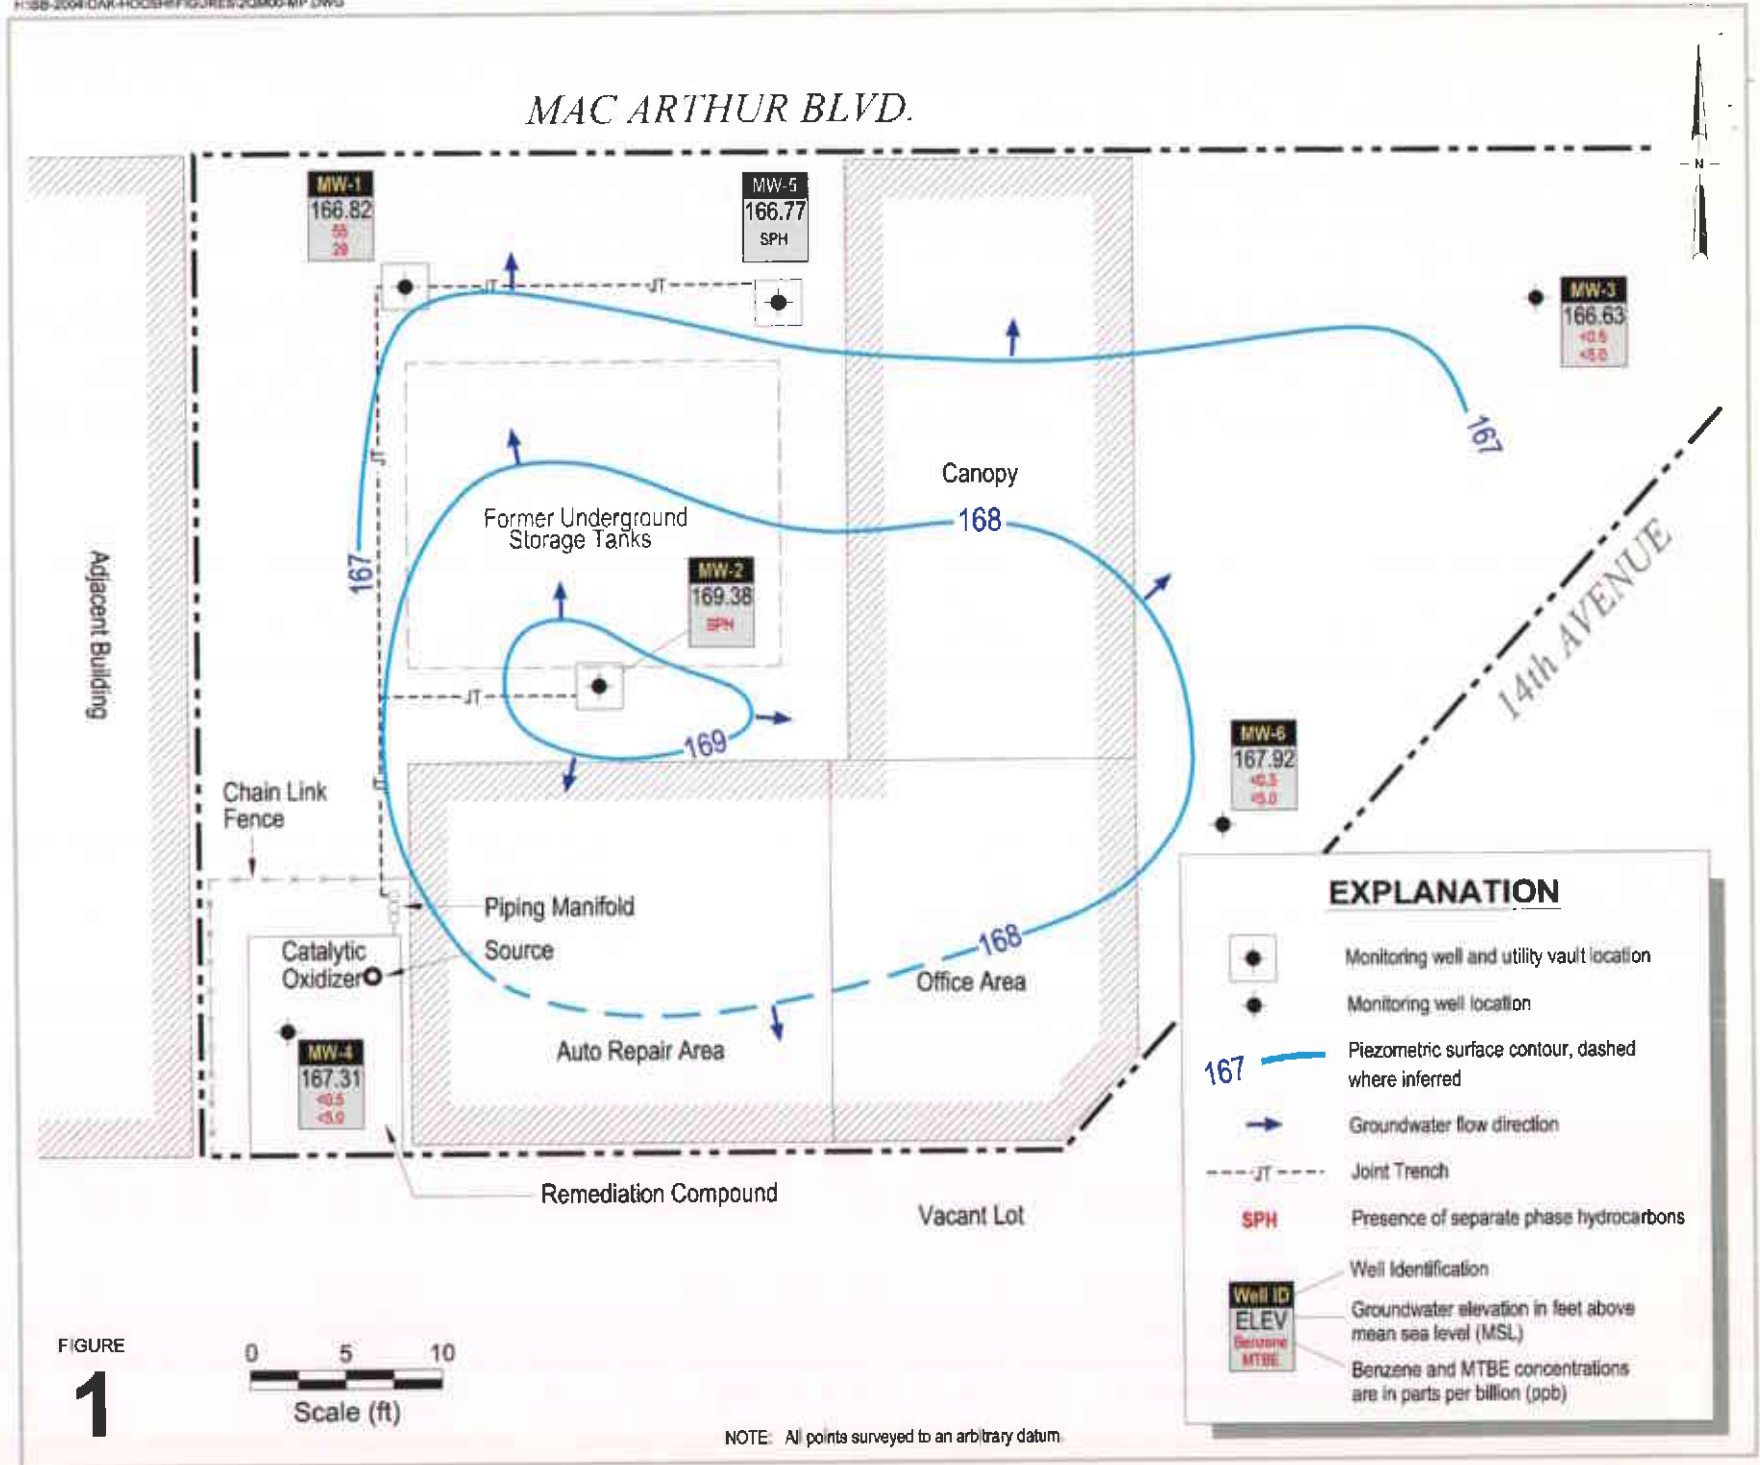 MAC ARTHUR BLVD.
N
MW-1
166.82
55
29
MW-5
166.77
SPH
MW-3
166.63
<0.5
<5.0
JT
JT
JT
167
Canopy
168
Former Underground
Storage Tanks
167
MW-2
169.38
SPH
14th AVENUE
Adjacent Building
JT
169
JT
MW-6
167.92
<0.5
<5.0
Chain Link
Fence
Piping Manifold
Source
168
Catalytic
Oxidizer
Office Area
MW-4
167.31
<0.5
<5.0
Auto Repair Area
Remediation Compound
Vacant Lot
EXPLANATION
Monitoring well and utility vault location
Monitoring well location
167
Piezometric surface contour, dashed
where inferred
Groundwater flow direction
JT
Joint Trench
SPH
Presence of separate phase hydrocarbons
Well ID
ELEV
Benzene
MTBE
Well Identification
Groundwater elevation in feet above
mean sea level (MSL)
Benzene and MTBE concentrations
are in parts per billion (ppb)
FIGURE
1
0 5 10
Scale (ft)
NOTE: All points surveyed to an arbitrary datum.